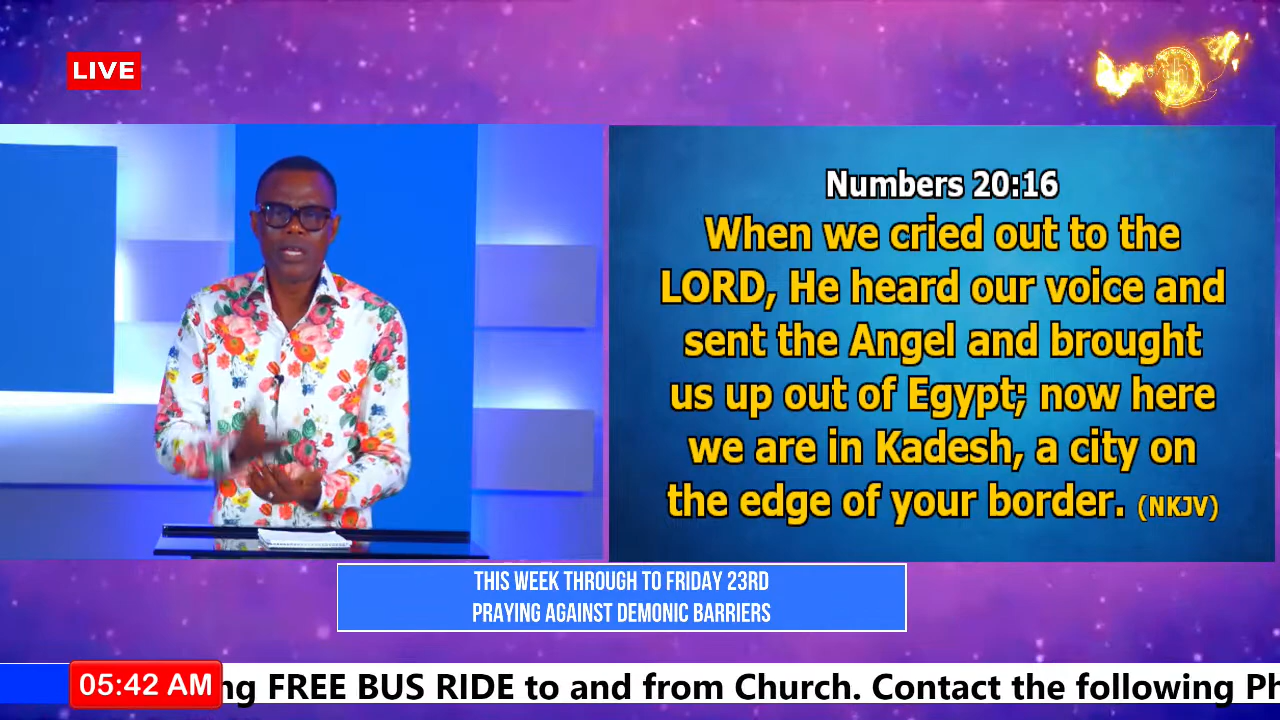 LIVE
Numbers 20:16
When we cried out to the
LORD, He heard our voice and
sent the Angel and brought
us up out of Egypt; now here
we are in Kadesh, a city on
the edge of your border. (NKJV)
THIS WEEK THROUGH TO FRIDAY 23RD
PRAYING AGAINST DEMONIC BARRIERS
05:42 AM ng FREE BUS RIDE to and from Church. Contact the following Ph